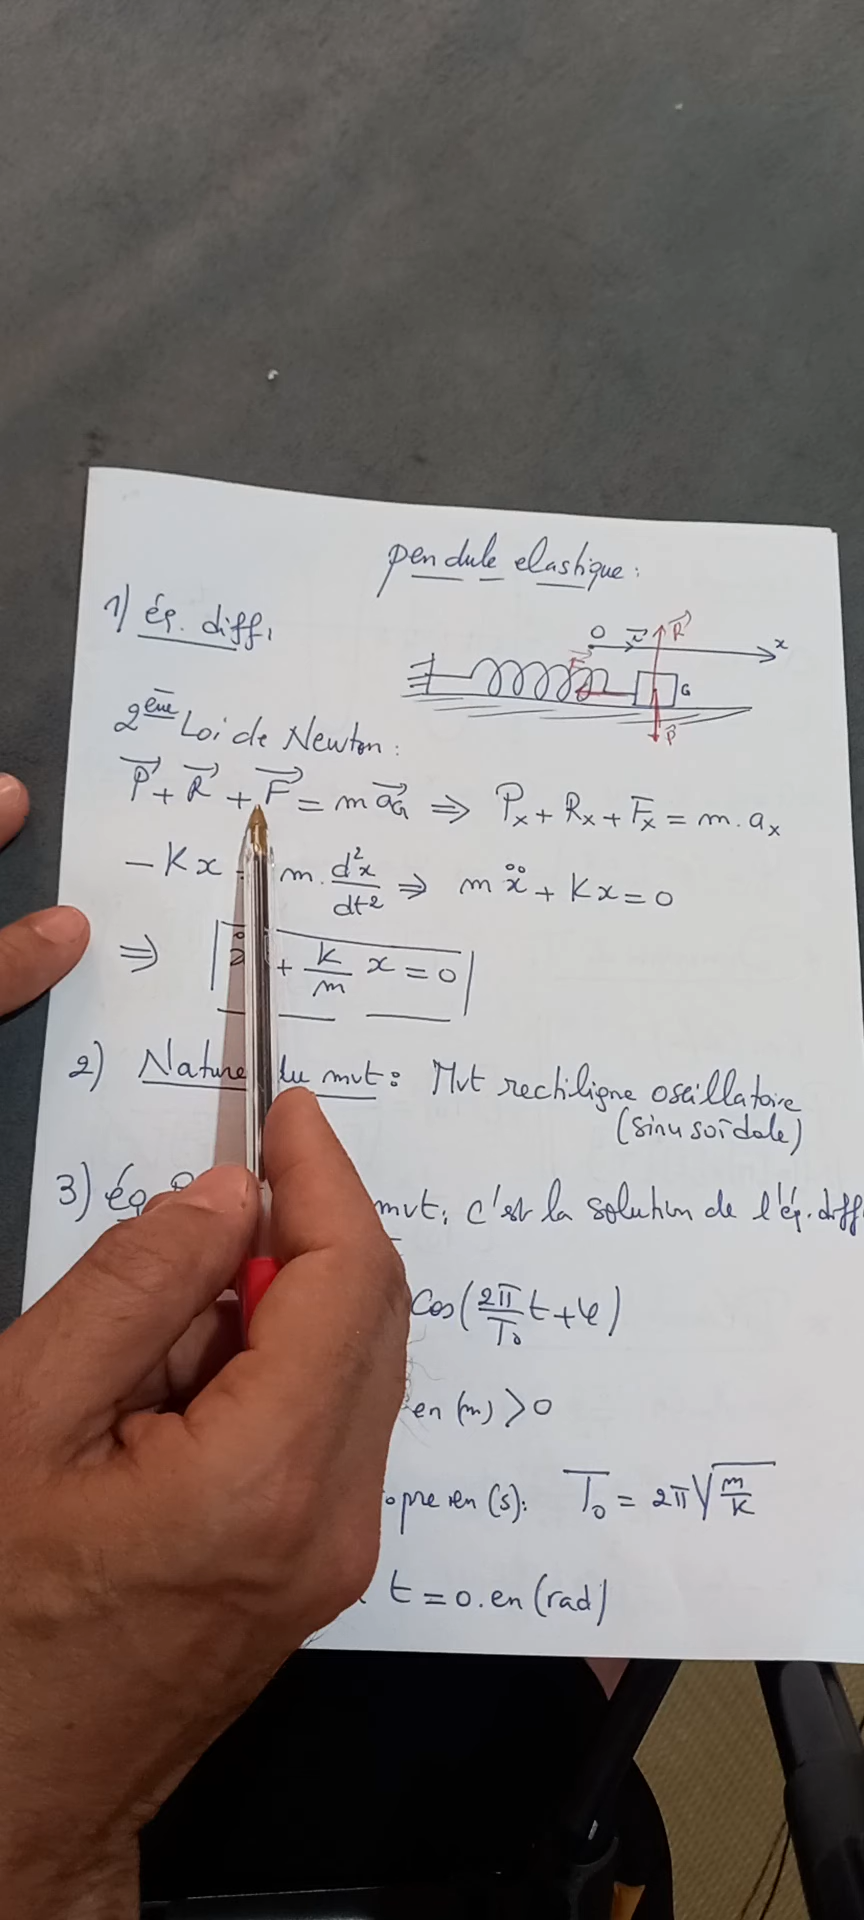 pendule elastique :
1) éq. diff.
O i R x
F G
P
2ème Loi de Newton :
P + R + F = m aG ⇒ Px + Rx + Fx = m. ax
- Kx m. d²x/dt² ⇒ m ẍ + Kx = 0
⇒ + k/m x = 0
2) Nature du mvt : Mvt rectiligne oscillatoire
(sinusoïdale)
3) éq mvt, c'est la solution de l'éq. diff
cos(2π/T₀ t + φ)
en (m) > 0
opre en (s) : T₀ = 2π√(m/K)
t = 0. en (rad)